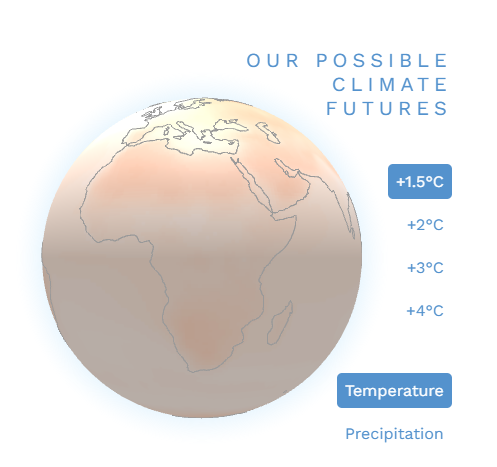 OUR POSSIBLE
CLIMATE
FUTURES
+1.5°C
+2°C
+3°C
+4°C
Temperature
Precipitation